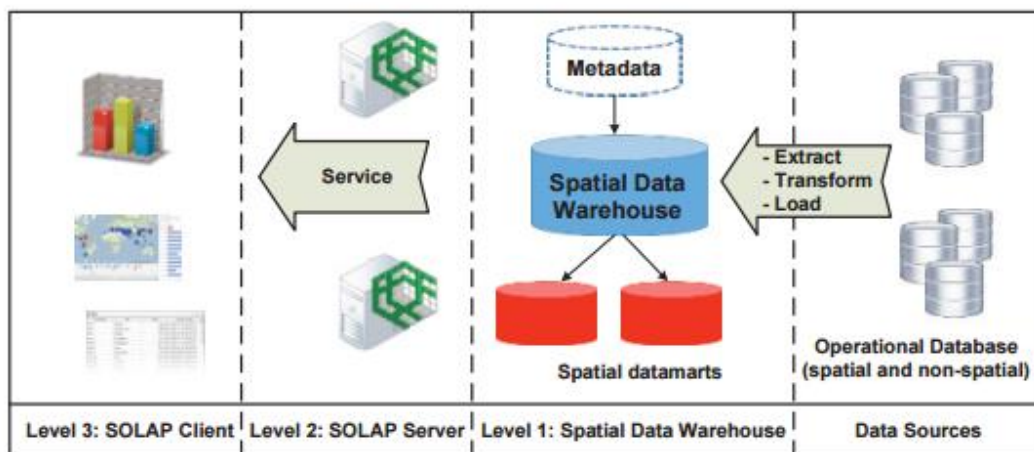 Metadata
Service
Spatial Data
Warehouse
- Extract
- Transform
- Load
Spatial datamarts
Operational Database
(spatial and non-spatial)
Level 3: SOLAP Client
Level 2: SOLAP Server
Level 1: Spatial Data Warehouse
Data Sources